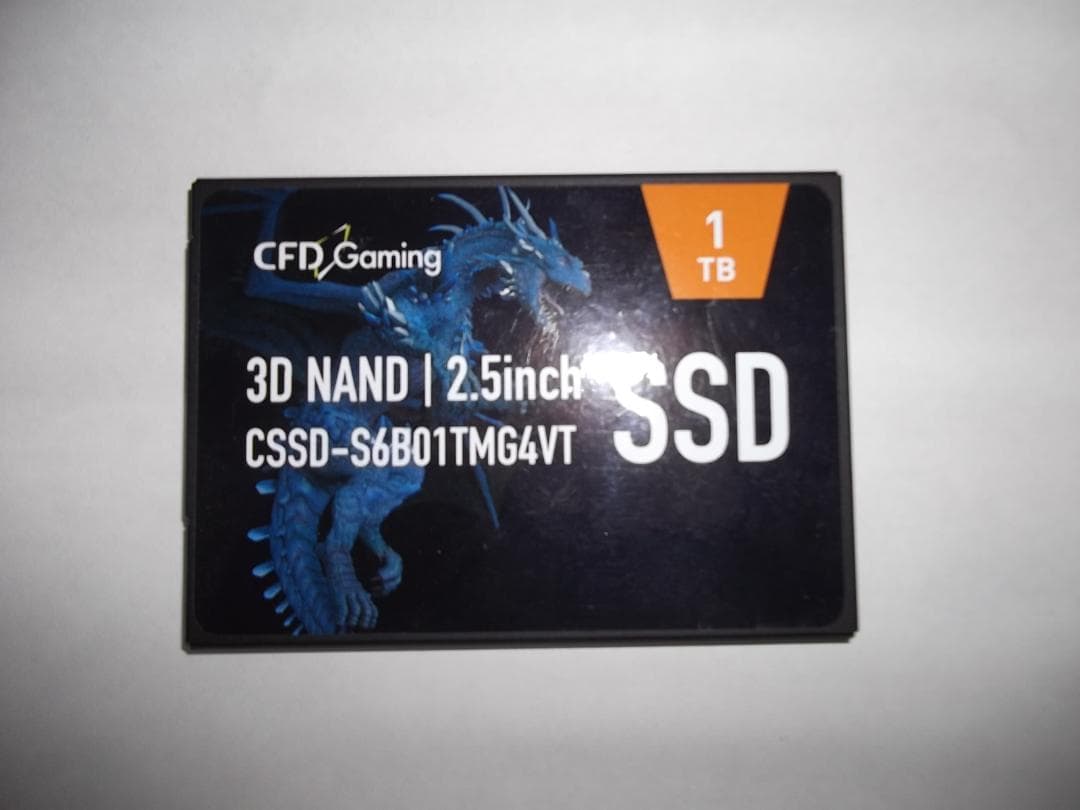 CFD Gaming
1
TB
3D NAND | 2.5inch
SSD
CSSD-S6B01TMG4VT